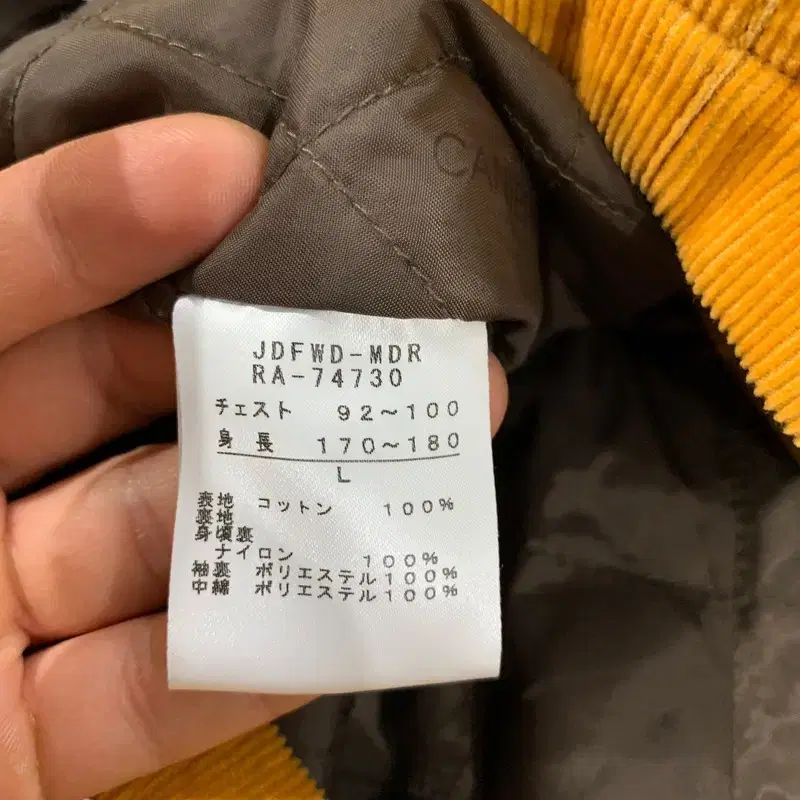 CAN
JDFWD-MDR
RA-74730
チェスト 92～100
身長 170～180
L
表地 コットン 100%
裏地
身頃裏
ナイロン 100%
袖裏 ポリエステル100%
中綿 ポリエステル100%